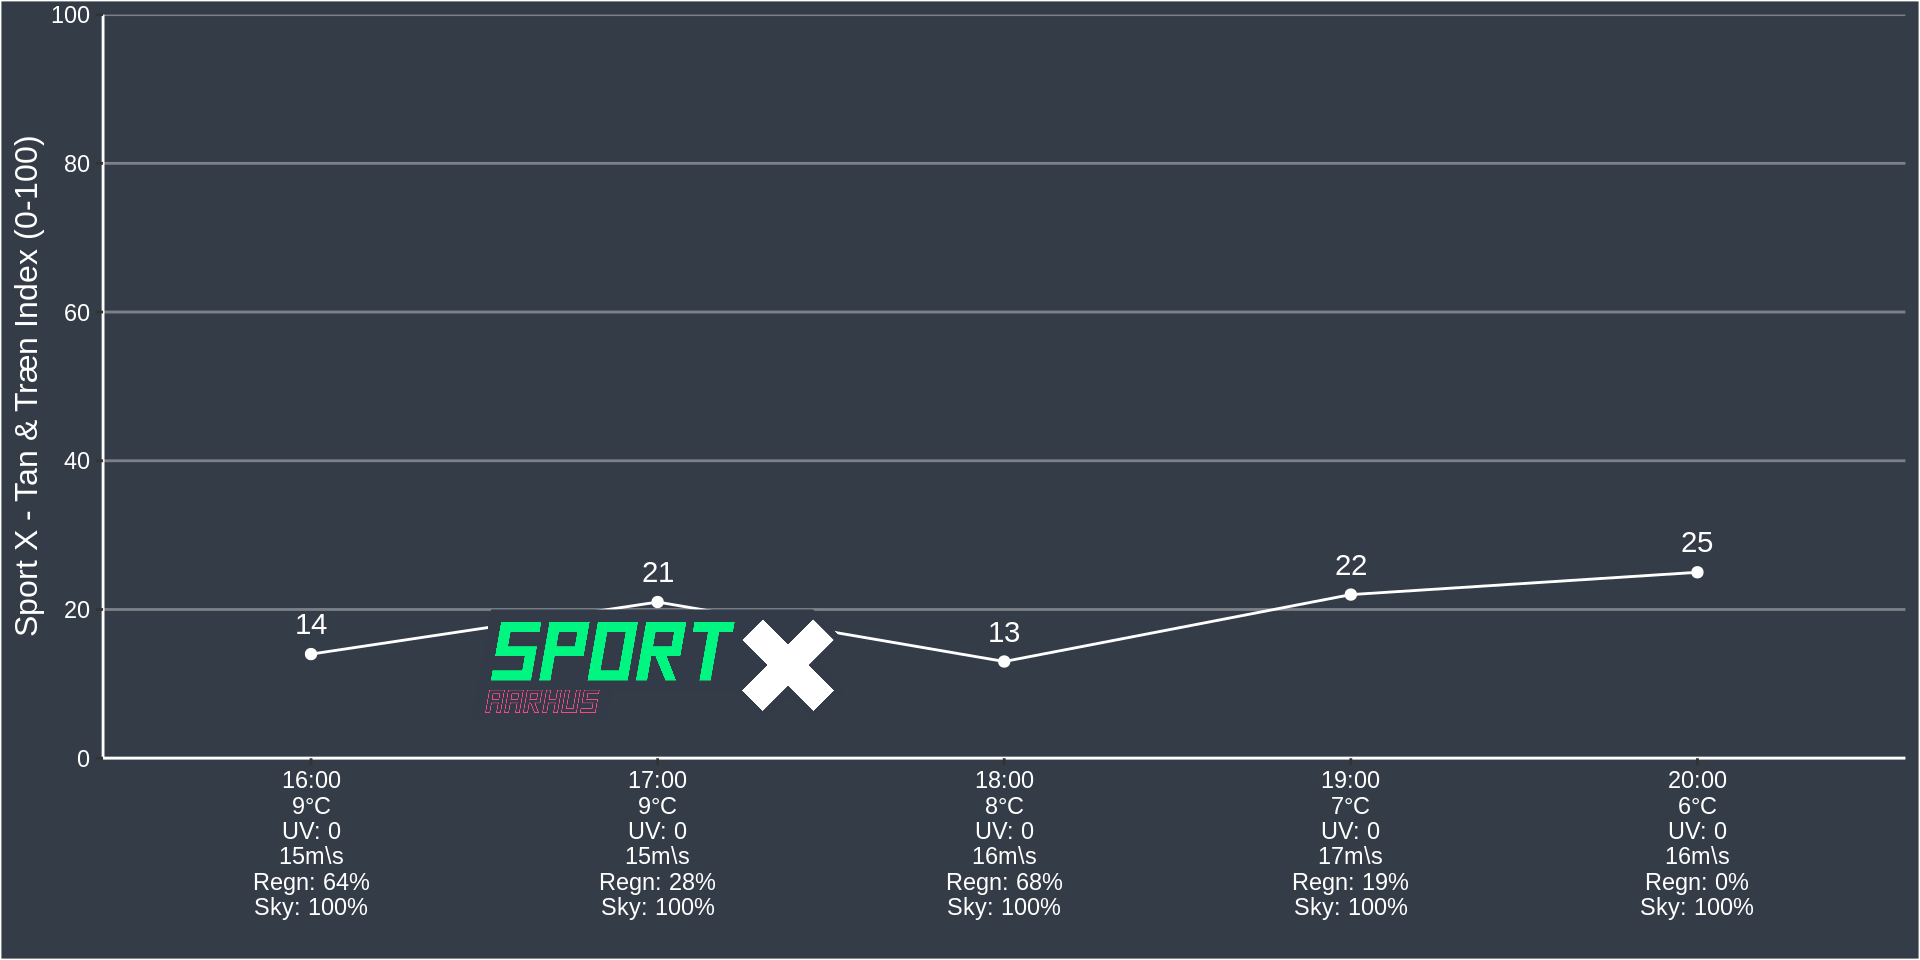 Sport X - Tan & Træn Index (0-100)
100
80
60
40
20
0
14
21
13
22
25
SPORT X
AARHUS
16:00
9°C
UV: 0
15m\s
Regn: 64%
Sky: 100%
17:00
9°C
UV: 0
15m\s
Regn: 28%
Sky: 100%
18:00
8°C
UV: 0
16m\s
Regn: 68%
Sky: 100%
19:00
7°C
UV: 0
17m\s
Regn: 19%
Sky: 100%
20:00
6°C
UV: 0
16m\s
Regn: 0%
Sky: 100%